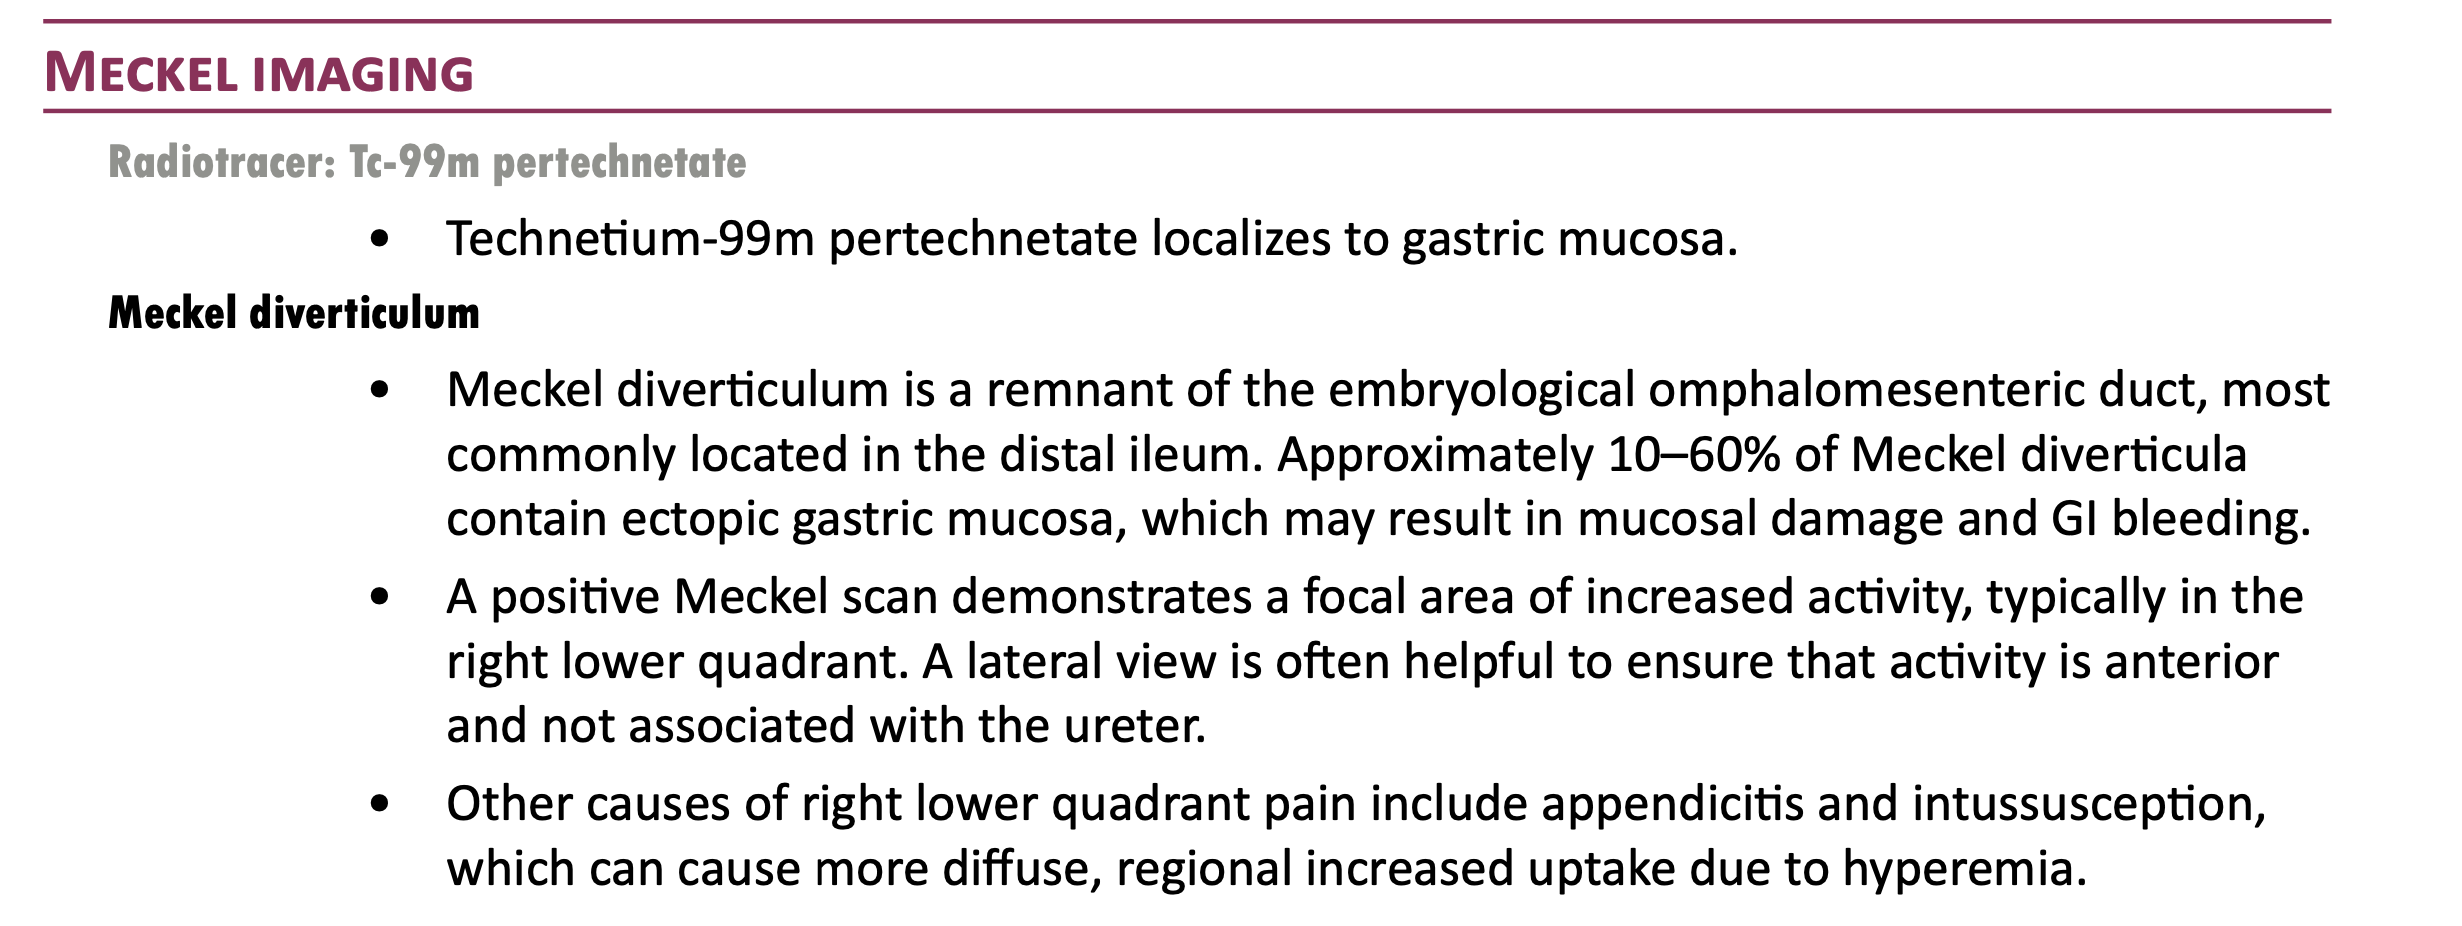 MECKEL IMAGING
Radiotracer: Tc-99m pertechnetate
• Technetium-99m pertechnetate localizes to gastric mucosa.
Meckel diverticulum
• Meckel diverticulum is a remnant of the embryological omphalomesenteric duct, most
commonly located in the distal ileum. Approximately 10–60% of Meckel diverticula
contain ectopic gastric mucosa, which may result in mucosal damage and GI bleeding.
• A positive Meckel scan demonstrates a focal area of increased activity, typically in the
right lower quadrant. A lateral view is often helpful to ensure that activity is anterior
and not associated with the ureter.
• Other causes of right lower quadrant pain include appendicitis and intussusception,
which can cause more diffuse, regional increased uptake due to hyperemia.